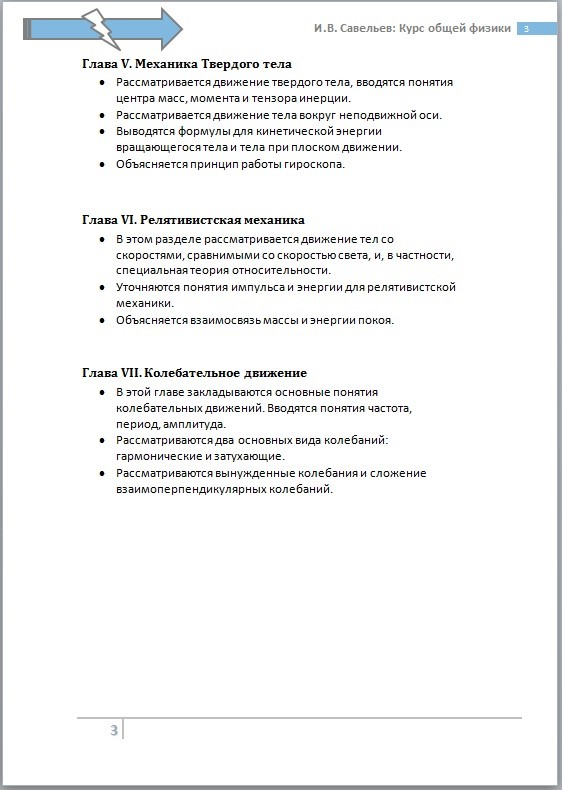 И.В. Савельев: Курс общей физики 3
Глава V. Механика Твердого тела
• Рассматривается движение твердого тела, вводятся понятия
центра масс, момента и тензора инерции.
• Рассматривается движение тела вокруг неподвижной оси.
• Выводятся формулы для кинетической энергии
вращающегося тела и тела при плоском движении.
• Объясняется принцип работы гироскопа.
Глава VI. Релятивистская механика
• В этом разделе рассматривается движение тел со
скоростями, сравнимыми со скоростью света, и, в частности,
специальная теория относительности.
• Уточняются понятия импульса и энергии для релятивистской
механики.
• Объясняется взаимосвязь массы и энергии покоя.
Глава VII. Колебательное движение
• В этой главе закладываются основные понятия
колебательных движений. Вводятся понятия частота,
период, амплитуда.
• Рассматриваются два основных вида колебаний:
гармонические и затухающие.
• Рассматриваются вынужденные колебания и сложение
взаимоперпендикулярных колебаний.
3